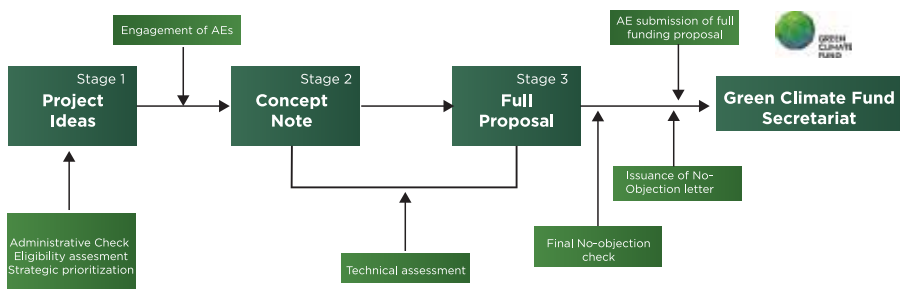 Engagement of AEs
AE submission of full
funding proposal
GREEN
CLIMATE
FUND
Stage 1
Project
Ideas
Stage 2
Concept
Note
Stage 3
Full
Proposal
Green Climate Fund
Secretariat
Administrative Check
Eligibility assesment
Strategic prioritization
Technical assessment
Final No-objection
check
Issuance of No-
Objection letter